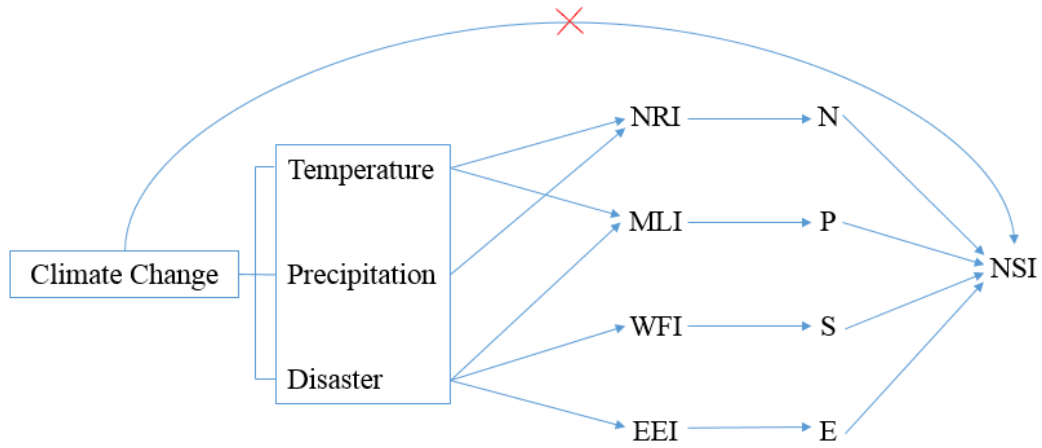 NRI
N
Temperature
MLI
P
Climate Change
Precipitation
NSI
WFI
S
Disaster
EEI
E